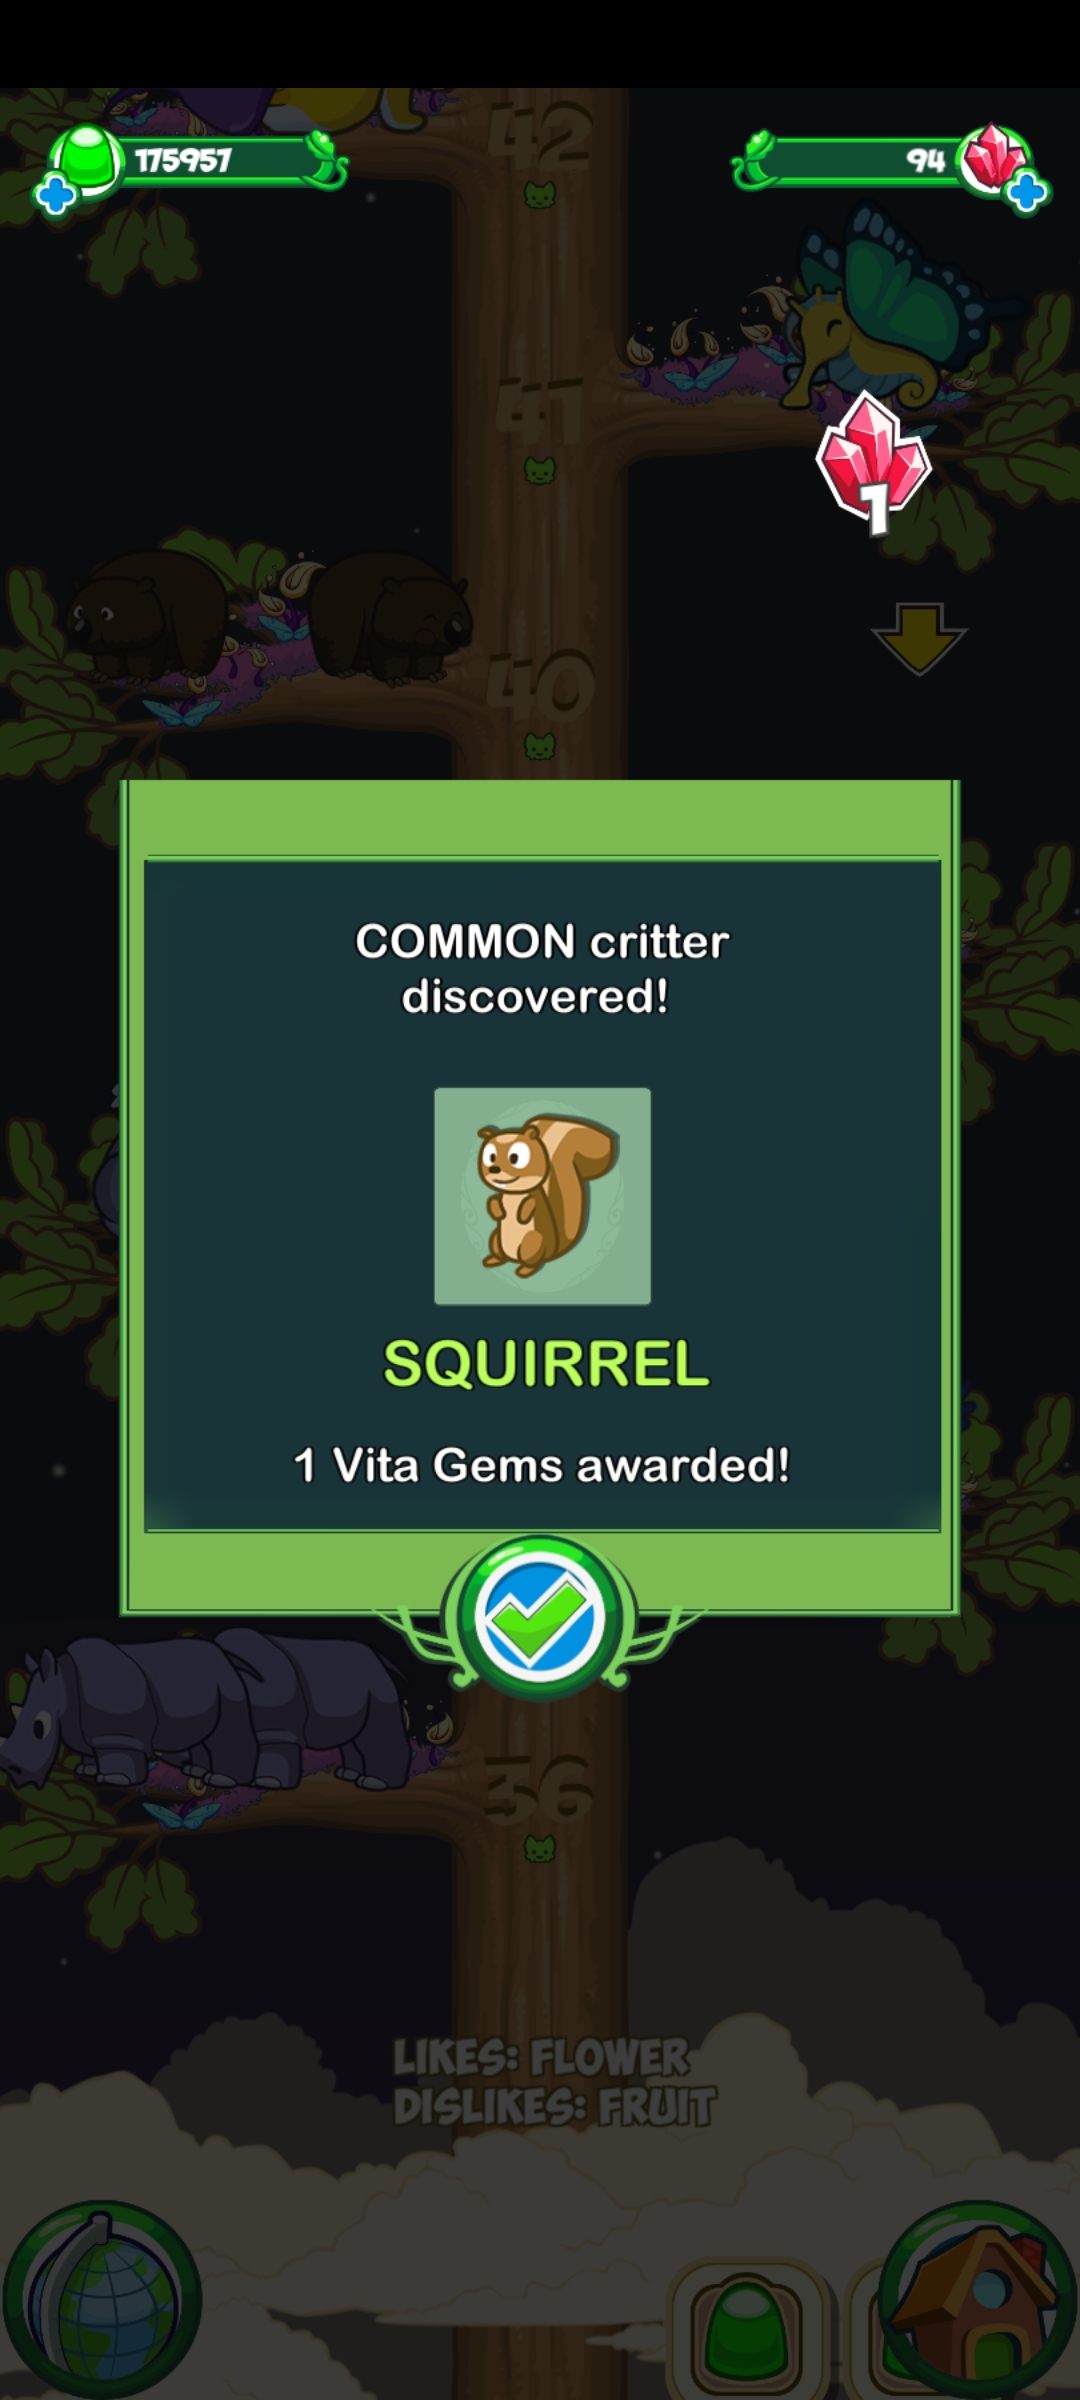 42
175957
94
41
1
40
COMMON critter
discovered!
SQUIRREL
1 Vita Gems awarded!
36
LIKES: FLOWER
DISLIKES: FRUIT